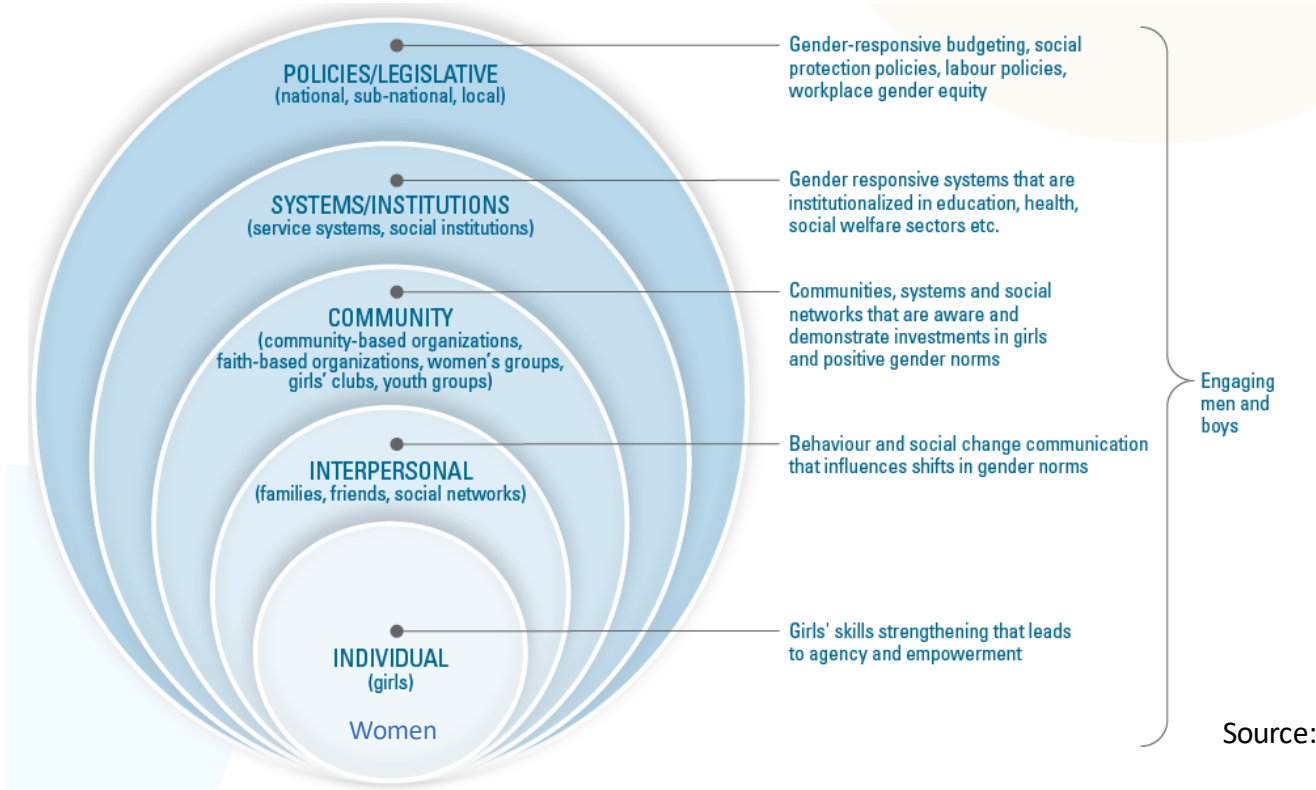 POLICIES/LEGISLATIVE
(national, sub-national, local)
Gender-responsive budgeting, social
protection policies, labour policies,
workplace gender equity
SYSTEMS/INSTITUTIONS
(service systems, social institutions)
Gender responsive systems that are
institutionalized in education, health,
social welfare sectors etc.
COMMUNITY
(community-based organizations,
faith-based organizations, women's groups,
girls' clubs, youth groups)
Communities, systems and social
networks that are aware and
demonstrate investments in girls
and positive gender norms
INTERPERSONAL
(families, friends, social networks)
Behaviour and social change communication
that influences shifts in gender norms
INDIVIDUAL
(girls)
Women
Girls' skills strengthening that leads
to agency and empowerment
Engaging
men and
boys
Source: